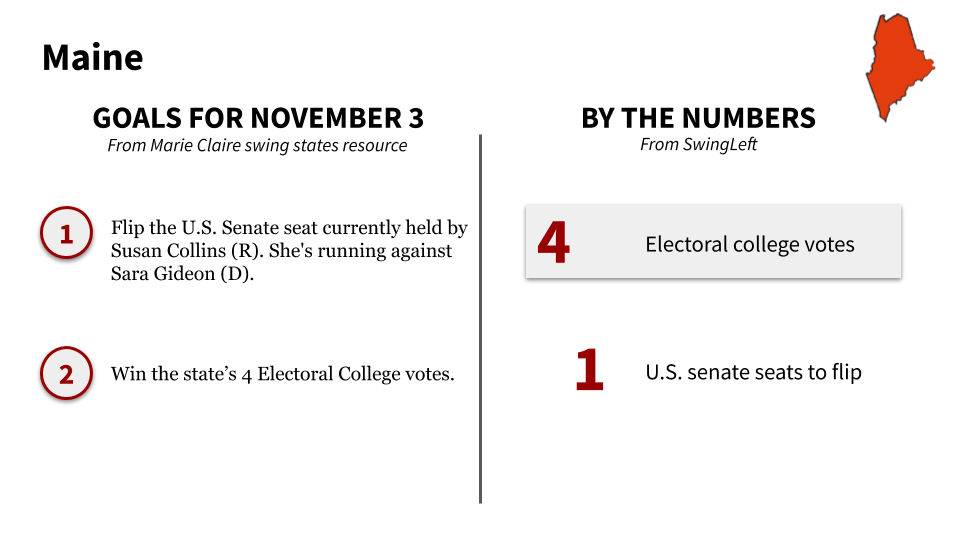 Maine
GOALS FOR NOVEMBER 3
From Marie Claire swing states resource
1
Flip the U.S. Senate seat currently held by
Susan Collins (R). She's running against
Sara Gideon (D).
2
Win the state’s 4 Electoral College votes.
BY THE NUMBERS
From SwingLeft
4
Electoral college votes
1
U.S. senate seats to flip